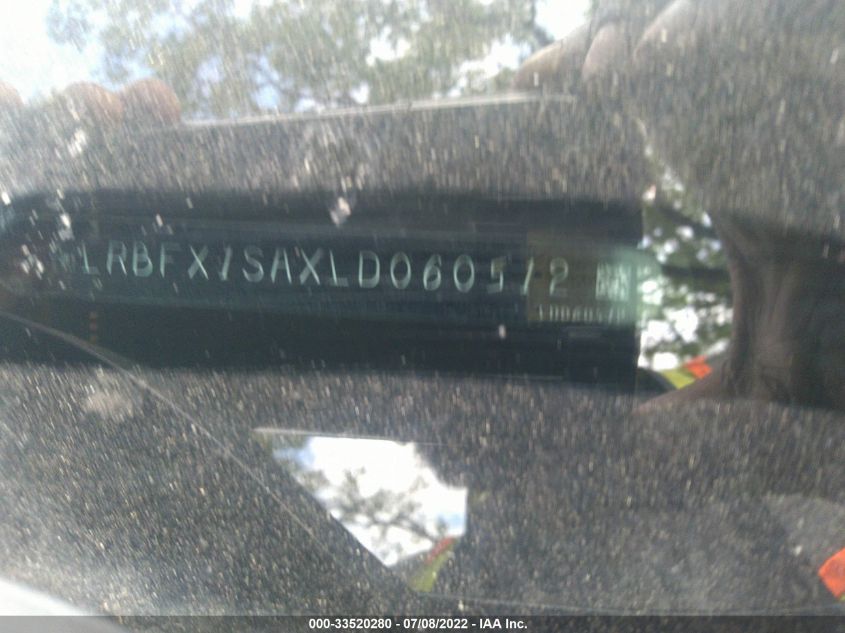 LRBFX1SAXLD060512
000-33520280 - 07/08/2022 - IAA Inc.